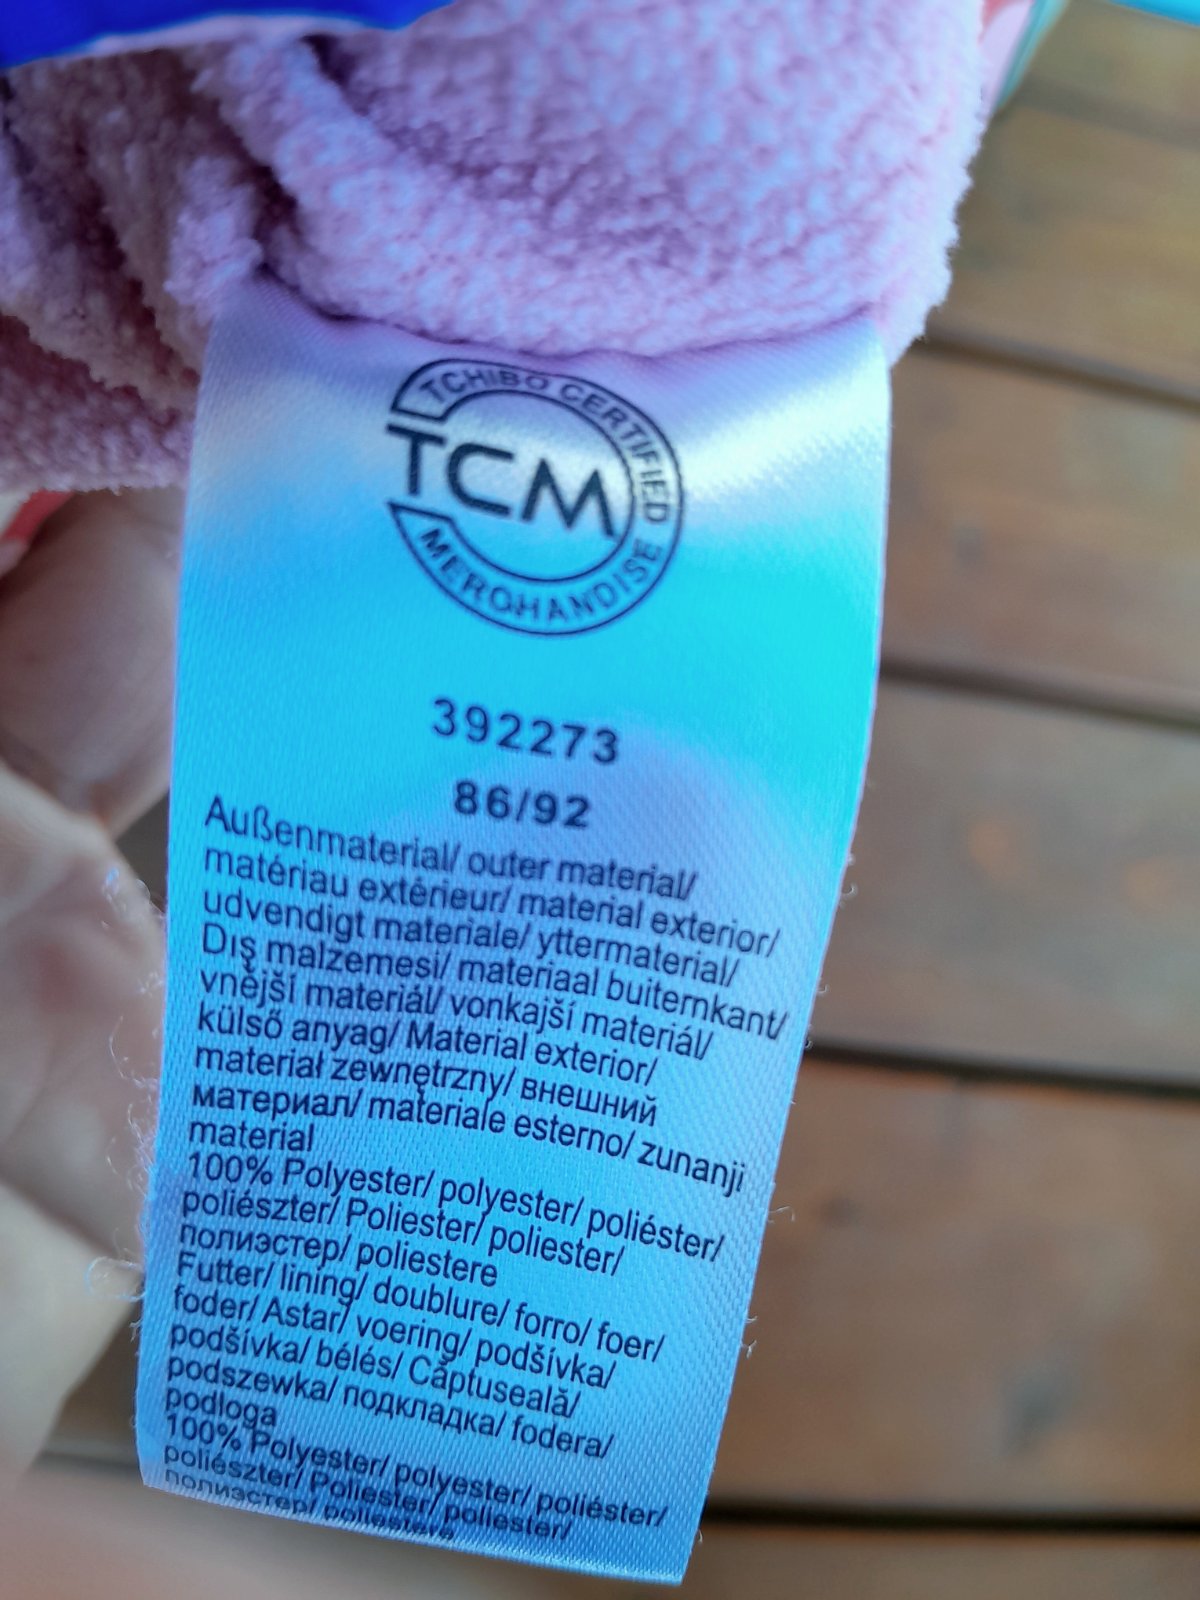 TCHIBO CERTIFIED
TCM
MERCHANDISE
392273
86/92
Außenmaterial/ outer material/
matériau extérieur/ material exterior/
udvendigt materiale/ yttermaterial/
Dış malzemesi/ materiaal buitenkant/
vnější materiál/ vonkajší materiál/
külső anyag/ Material exterior/
materiał zewnętrzny/ внешний
материал/ materiale esterno/ zunanji
material
100% Polyester/ polyester/ poliéster/
poliészter/ Poliester/ poliester/
полиэстер/ poliestere
Futter/ lining/ doublure/ forro/ foer/
foder/ Astar/ voering/ podšívka/
podšívka/ bélés/ Căptuseală/
podszewka/ подкладка/ fodera/
podloga
100% Polyester/ polyester/ poliéster/
poliészter/ Poliester/ poliester/
полиэстер/ poliestere